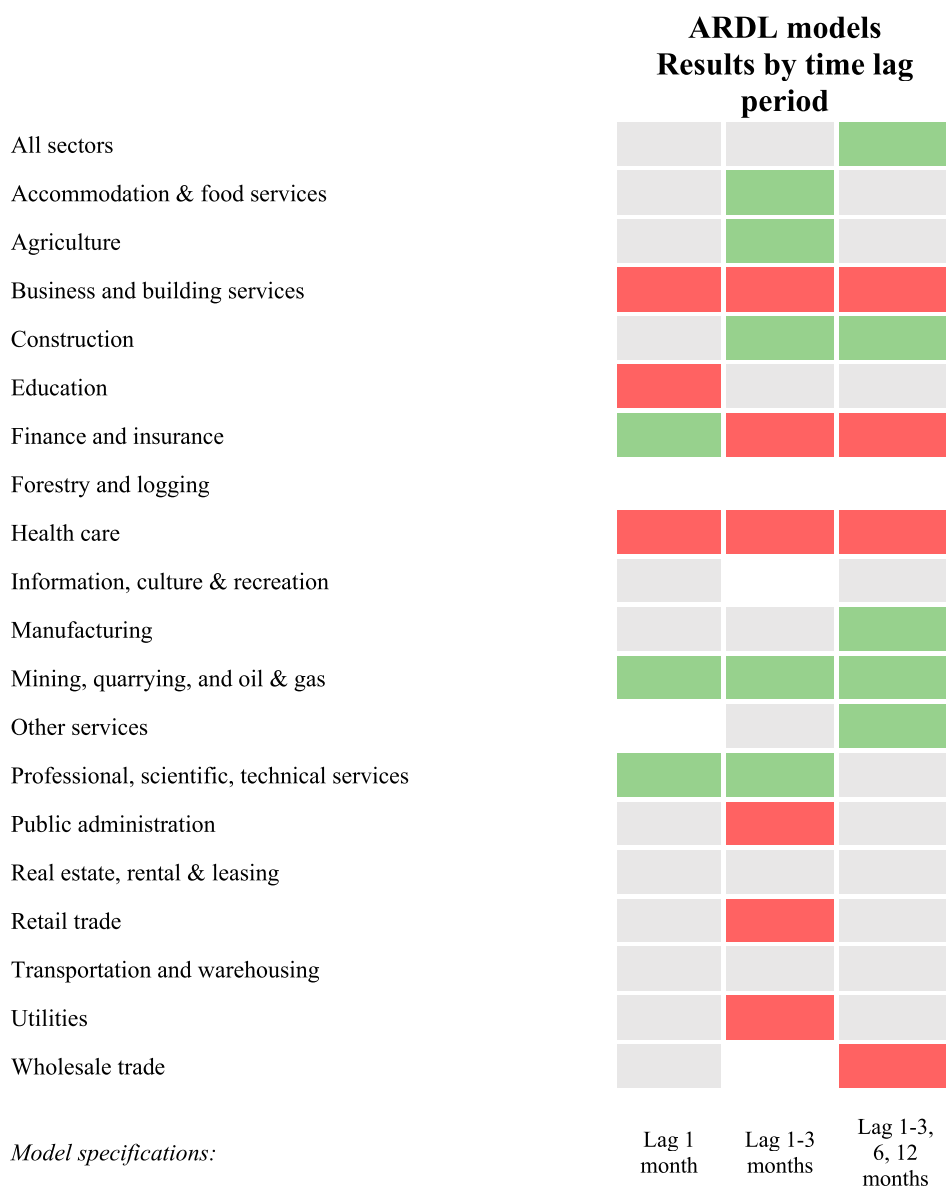 ARDL models
Results by time lag
period
All sectors
Accommodation & food services
Agriculture
Business and building services
Construction
Education
Finance and insurance
Forestry and logging
Health care
Information, culture & recreation
Manufacturing
Mining, quarrying, and oil & gas
Other services
Professional, scientific, technical services
Public administration
Real estate, rental & leasing
Retail trade
Transportation and warehousing
Utilities
Wholesale trade
Model specifications:
Lag 1
month
Lag 1-3
months
Lag 1-3,
6, 12
months